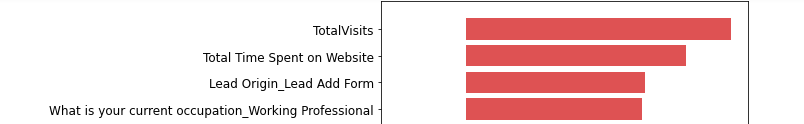 TotalVisits
Total Time Spent on Website
Lead Origin_Lead Add Form
What is your current occupation_Working Professional